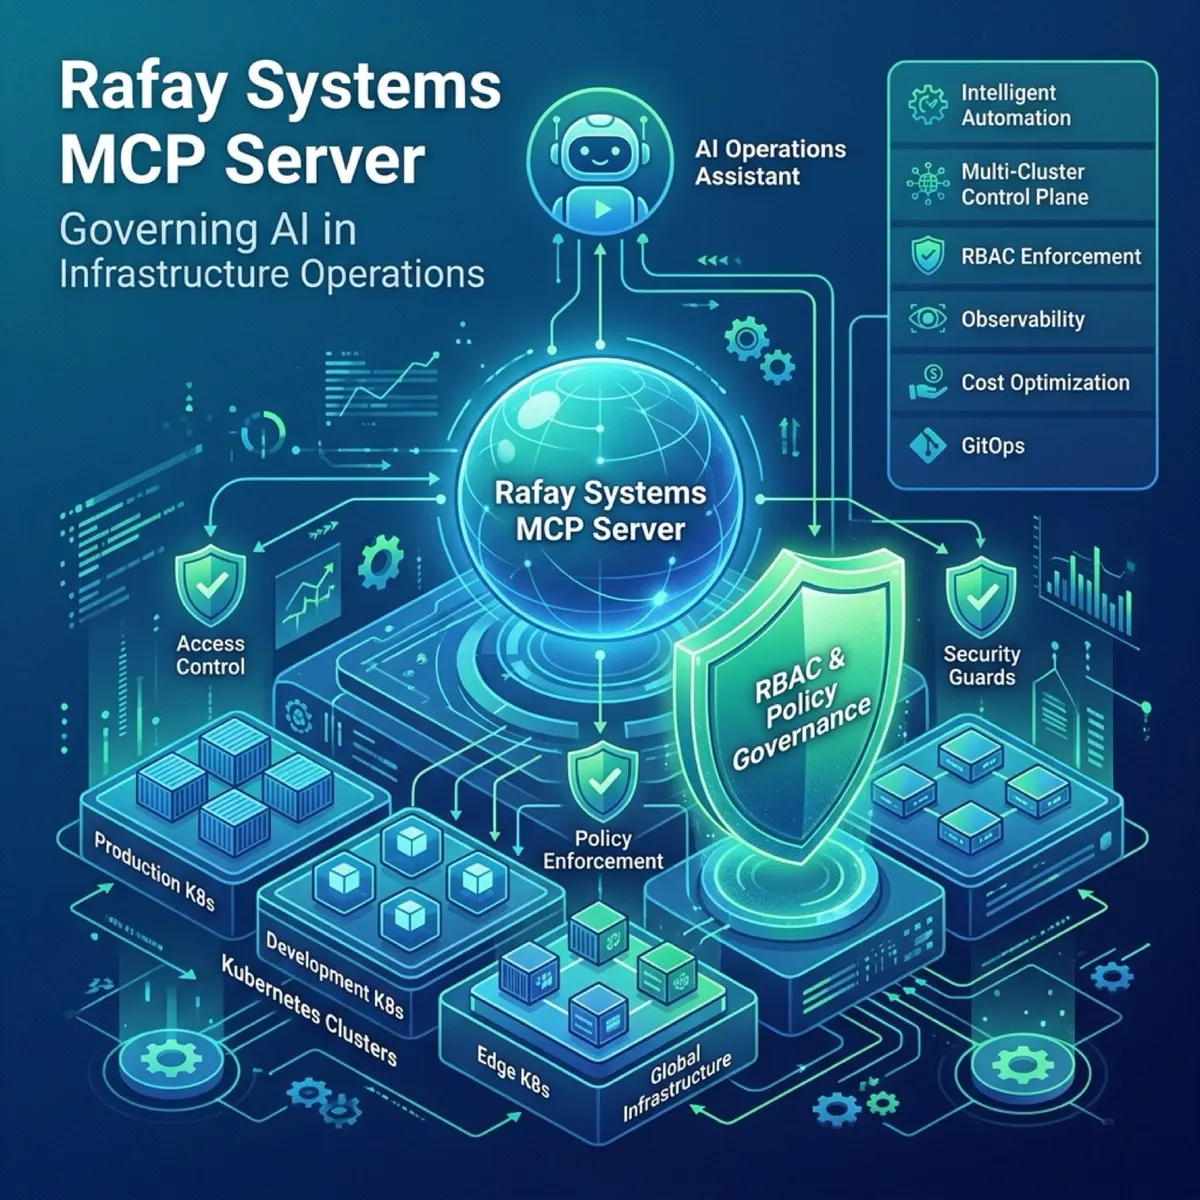 Rafay Systems
MCP Server
Governing AI in
Infrastructure Operations
AI Operations
Assistant
Intelligent
Automation
Multi-Cluster
Control Plane
RBAC Enforcement
Observability
Cost Optimization
GitOps
Rafay Systems
MCP Server
Access
Control
RBAC &
Policy
Governance
Security
Guards
Policy
Enforcement
Production K8s
Development K8s
Kubernetes Clusters
Edge K8s
Global
Infrastructure